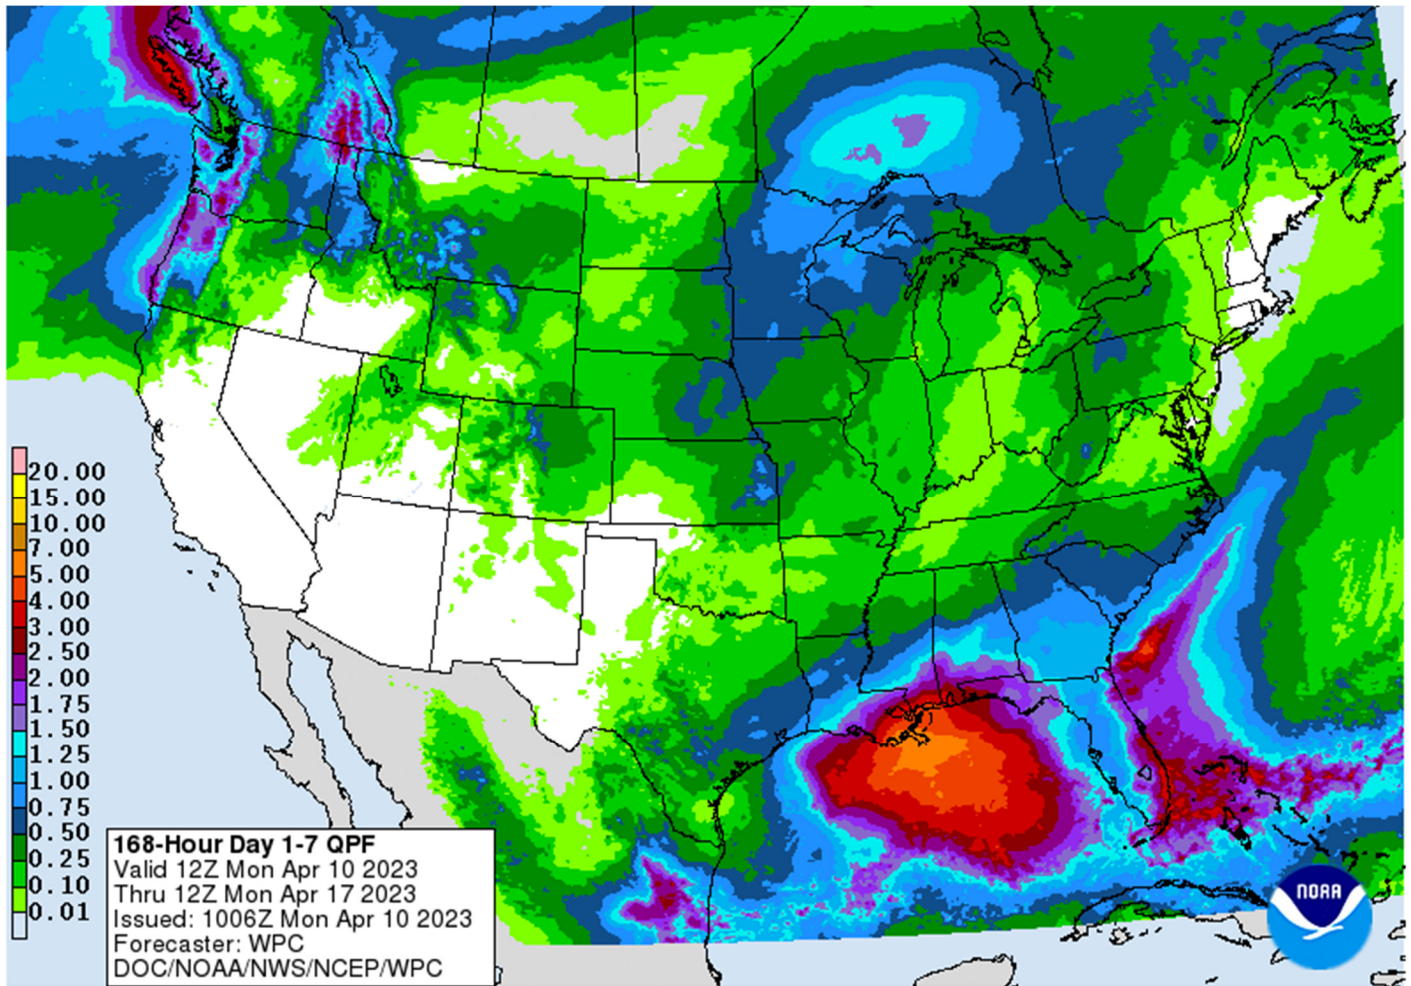 20.00
15.00
10.00
7.00
5.00
4.00
3.00
2.50
2.00
1.75
1.50
1.25
1.00
0.75
0.50
0.25
0.10
0.01
168-Hour Day 1-7 QPF
Valid 12Z Mon Apr 10 2023
Thru 12Z Mon Apr 17 2023
Issued: 1006Z Mon Apr 10 2023
Forecaster: WPC
DOC/NOAA/NWS/NCEP/WPC
NOAA